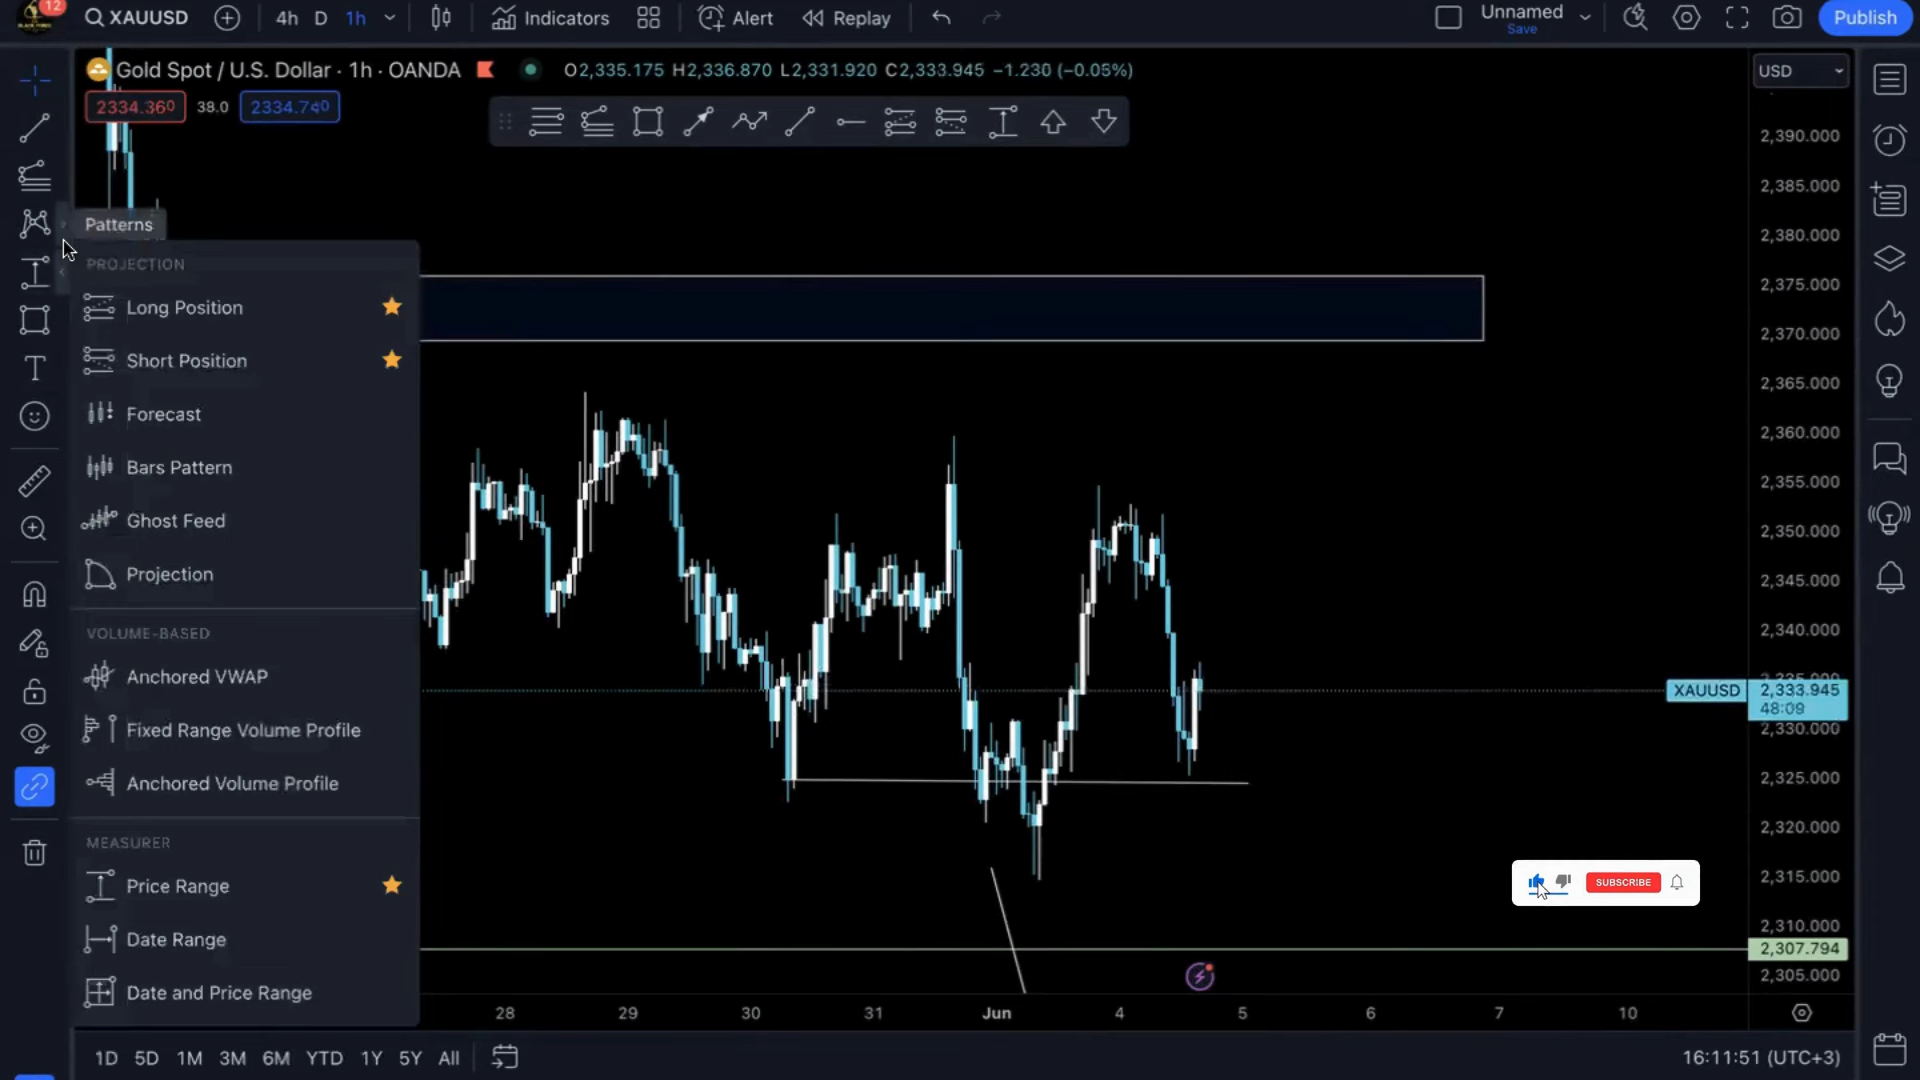 12
XAUUSD
4h D 1h
Indicators
Alert
Replay
Unnamed
Save
Publish
Gold Spot / U.S. Dollar · 1h · OANDA
O2,335.175 H2,336.870 L2,331.920 C2,333.945 −1.230 (−0.05%)
USD
2334.360
38.0
2334.740
2,390.000
2,385.000
2,380.000
2,375.000
2,370.000
2,365.000
2,360.000
2,355.000
2,350.000
2,345.000
2,340.000
2,335.000
XAUUSD
2,333.945
48:09
2,330.000
2,325.000
2,320.000
2,315.000
2,310.000
2,307.794
2,305.000
Patterns
PROJECTION
Long Position
Short Position
Forecast
Bars Pattern
Ghost Feed
Projection
VOLUME-BASED
Anchored VWAP
Fixed Range Volume Profile
Anchored Volume Profile
MEASURER
Price Range
Date Range
Date and Price Range
SUBSCRIBE
28 29 30 31 Jun 4 5 6 7 10
1D 5D 1M 3M 6M YTD 1Y 5Y All
16:11:51 (UTC+3)